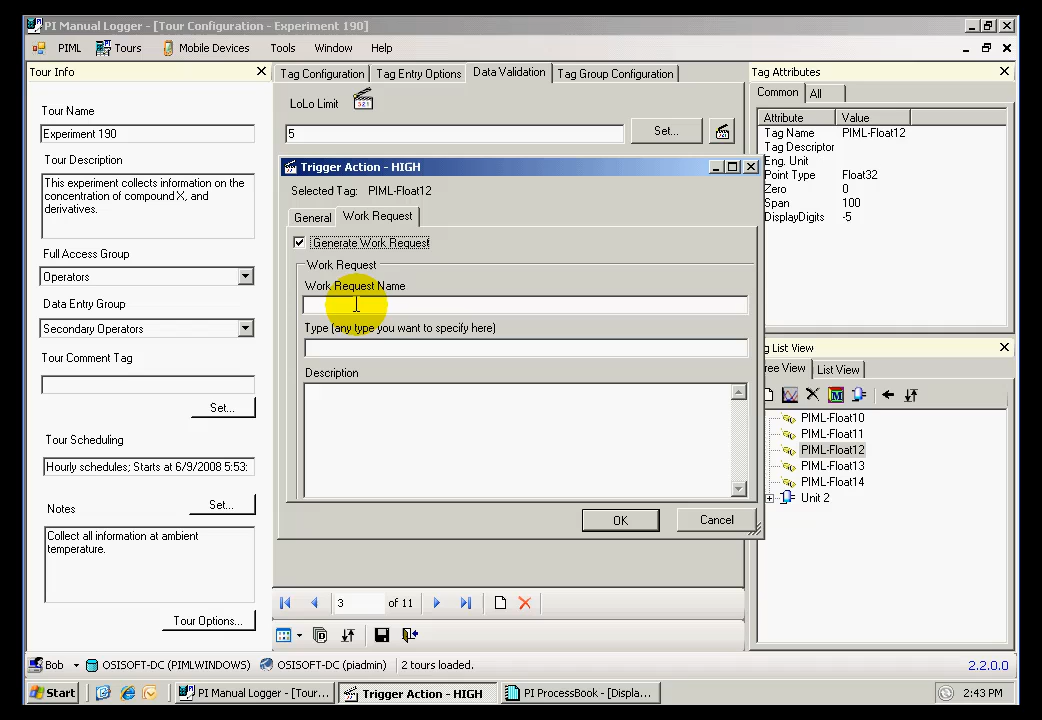 PI Manual Logger - [Tour Configuration - Experiment 190]
PIML Tours Mobile Devices Tools Window Help
Tour Info
Tour Name
Experiment 190
Tour Description
This experiment collects information on the
concentration of compound X, and
derivatives.
Full Access Group
Operators
Data Entry Group
Secondary Operators
Tour Comment Tag
Set...
Tour Scheduling
Hourly schedules; Starts at 6/9/2008 5:53:
Notes
Set...
Collect all information at ambient
temperature.
Tour Options...
Tag Configuration Tag Entry Options Data Validation Tag Group Configuration
LoLo Limit
5
Set...
Trigger Action - HIGH
Selected Tag: PIML-Float12
General Work Request
Generate Work Request
Work Request
Work Request Name
Type (any type you want to specify here)
Description
OK Cancel
3 of 11
Tag Attributes
Common All
Attribute Value
Tag Name PIML-Float12
Tag Descriptor
Eng. Unit
Point Type Float32
Zero 0
Span 100
DisplayDigits -5
g List View
ree View List View
PIML-Float10
PIML-Float11
PIML-Float12
PIML-Float13
PIML-Float14
Unit 2
Bob OSISOFT-DC (PIMLWINDOWS) OSISOFT-DC (piadmin) 2 tours loaded. 2.2.0.0
Start PI Manual Logger - [Tour... Trigger Action - HIGH PI ProcessBook - [Displa... 2:43 PM